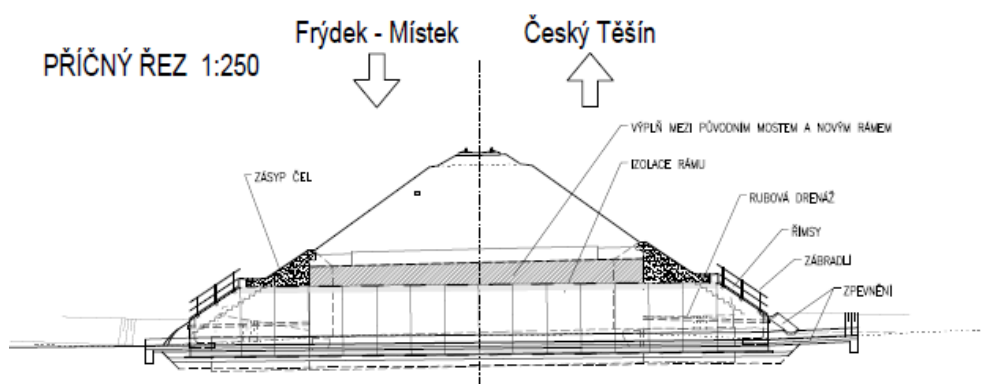 Frýdek - Místek
Český Těšín
PŘÍČNÝ ŘEZ 1:250
VÝPLŇ MEZI PŮVODNÍM MOSTEM A NOVÝM RÁMEM
IZOLACE RÁMU
ZÁSYP ČEL
RUBOVÁ DRENÁŽ
ŘÍMSY
ZÁBRADLÍ
ZPEVNĚNÍ